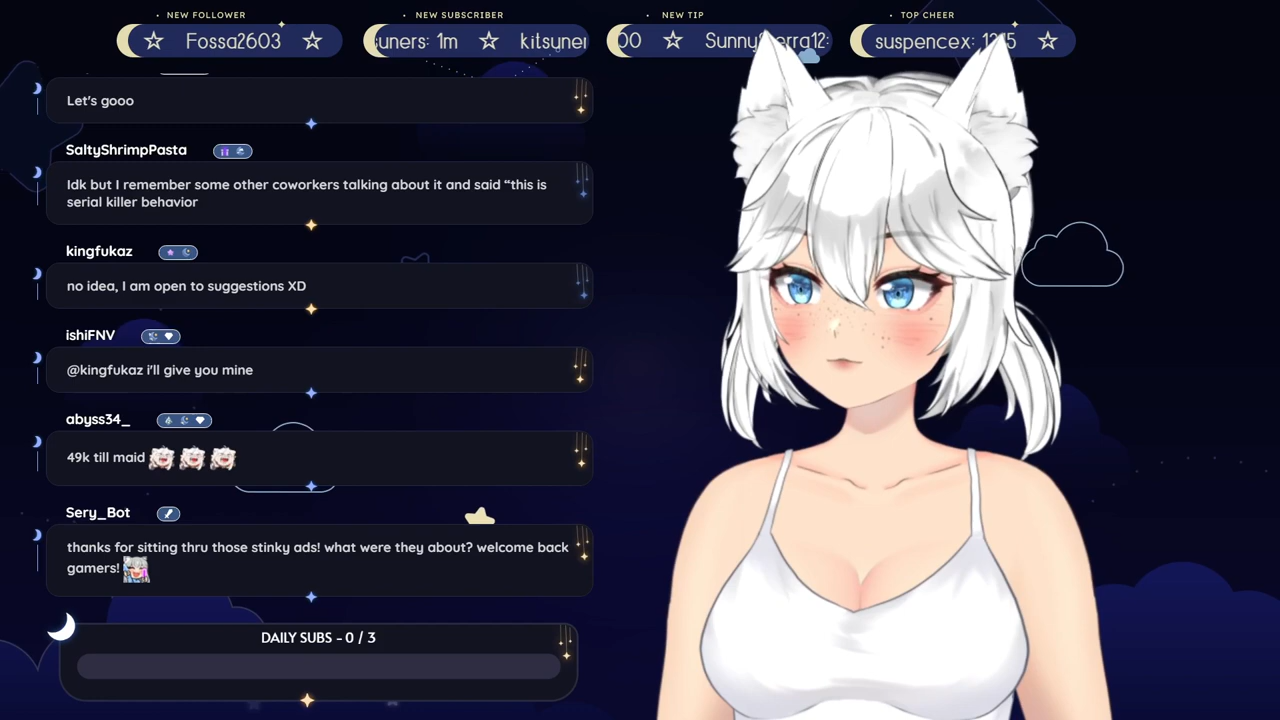 NEW FOLLOWER
NEW SUBSCRIBER
NEW TIP
TOP CHEER
Fossa2603
uners: 1m
kitsuner
suspencex:
Let's gooo
SaltyShrimpPasta
Idk but I remember some other coworkers talking about it and said “this is
serial killer behavior
kingfukaz
no idea, I am open to suggestions XD
ishiFNV
@kingfukaz i'll give you mine
abyss34_
49k till maid
Sery_Bot
thanks for sitting thru those stinky ads! what were they about? welcome back
gamers!
DAILY SUBS - 0 / 3